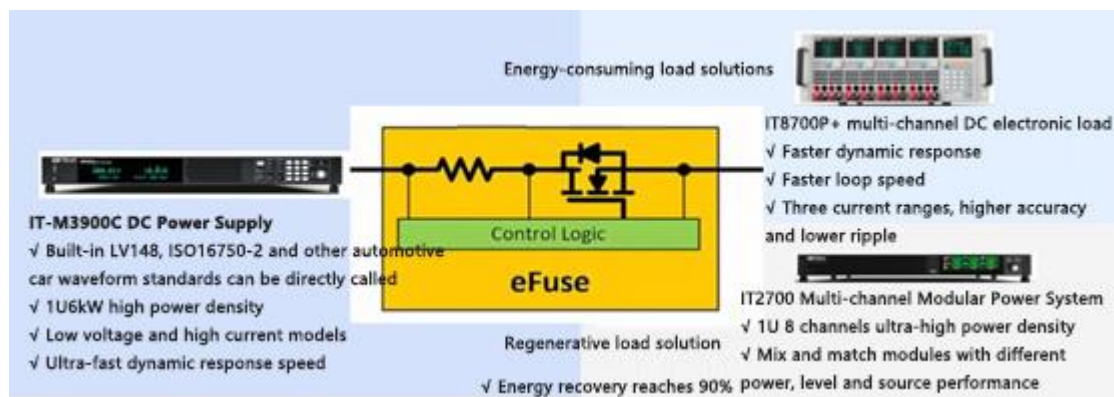 Energy-consuming load solutions
IT8700P+ multi-channel DC electronic load
√ Faster dynamic response
√ Faster loop speed
√ Three current ranges, higher accuracy
and lower ripple
IT-M3900C DC Power Supply
√ Built-in LV148, ISO16750-2 and other automotive
car waveform standards can be directly called
√ 1U6kW high power density
√ Low voltage and high current models
√ Ultra-fast dynamic response speed
Control Logic
eFuse
Regenerative load solution
√ Energy recovery reaches 90%
IT2700 Multi-channel Modular Power System
√ 1U 8 channels ultra-high power density
√ Mix and match modules with different
power, level and source performance